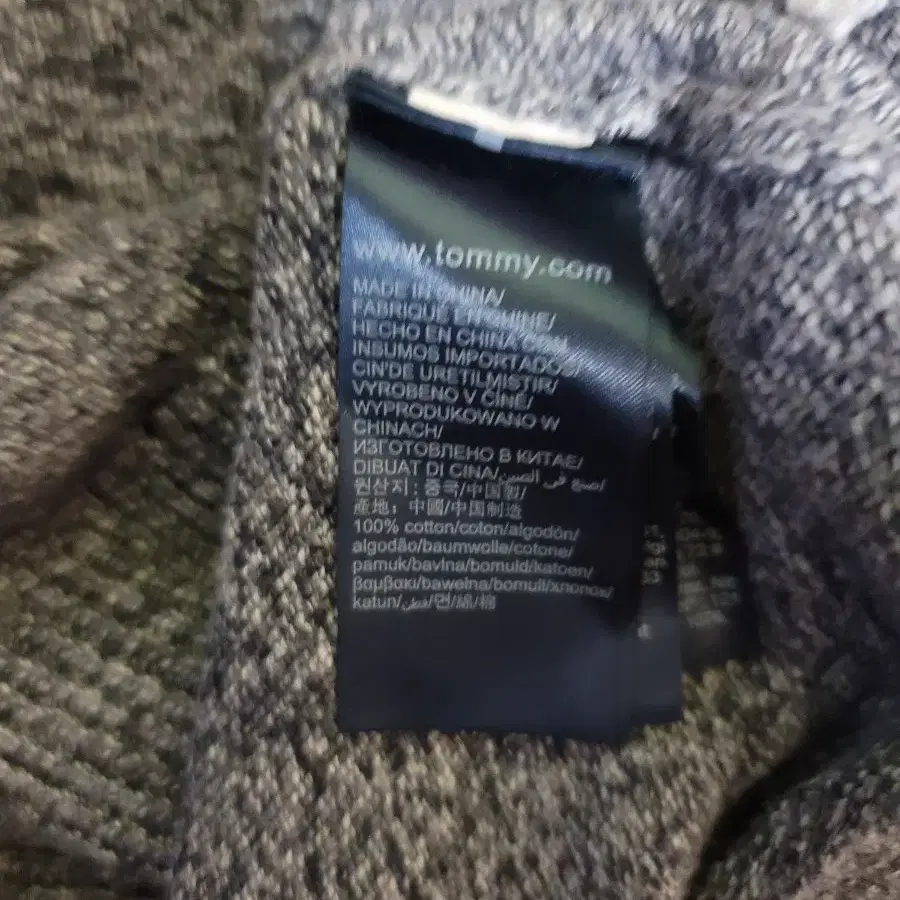 www.tommy.com
MADE IN CHINA/
FABRIQUÉ EN CHINE/
HECHO EN CHINA CON
INSUMOS IMPORTADOS/
CIN'DE URETILMISTIR/
VYROBENO V CINE/
WYPRODUKOWANO W
CHINACH/
ИЗГОТОВЛЕНО В КИТАЕ/
DIBUAT DI CINA/صنع في الصين/
원산지 : 중국/中国製/
產地: 中國/中国制造
100% cotton/coton/algodón/
algodão/baumwolle/cotone/
pamuk/bavlna/bomuld/katoen/
βαμβακι/bawełna/bomull/хлопок/
katun/قطن/면/綿/棉